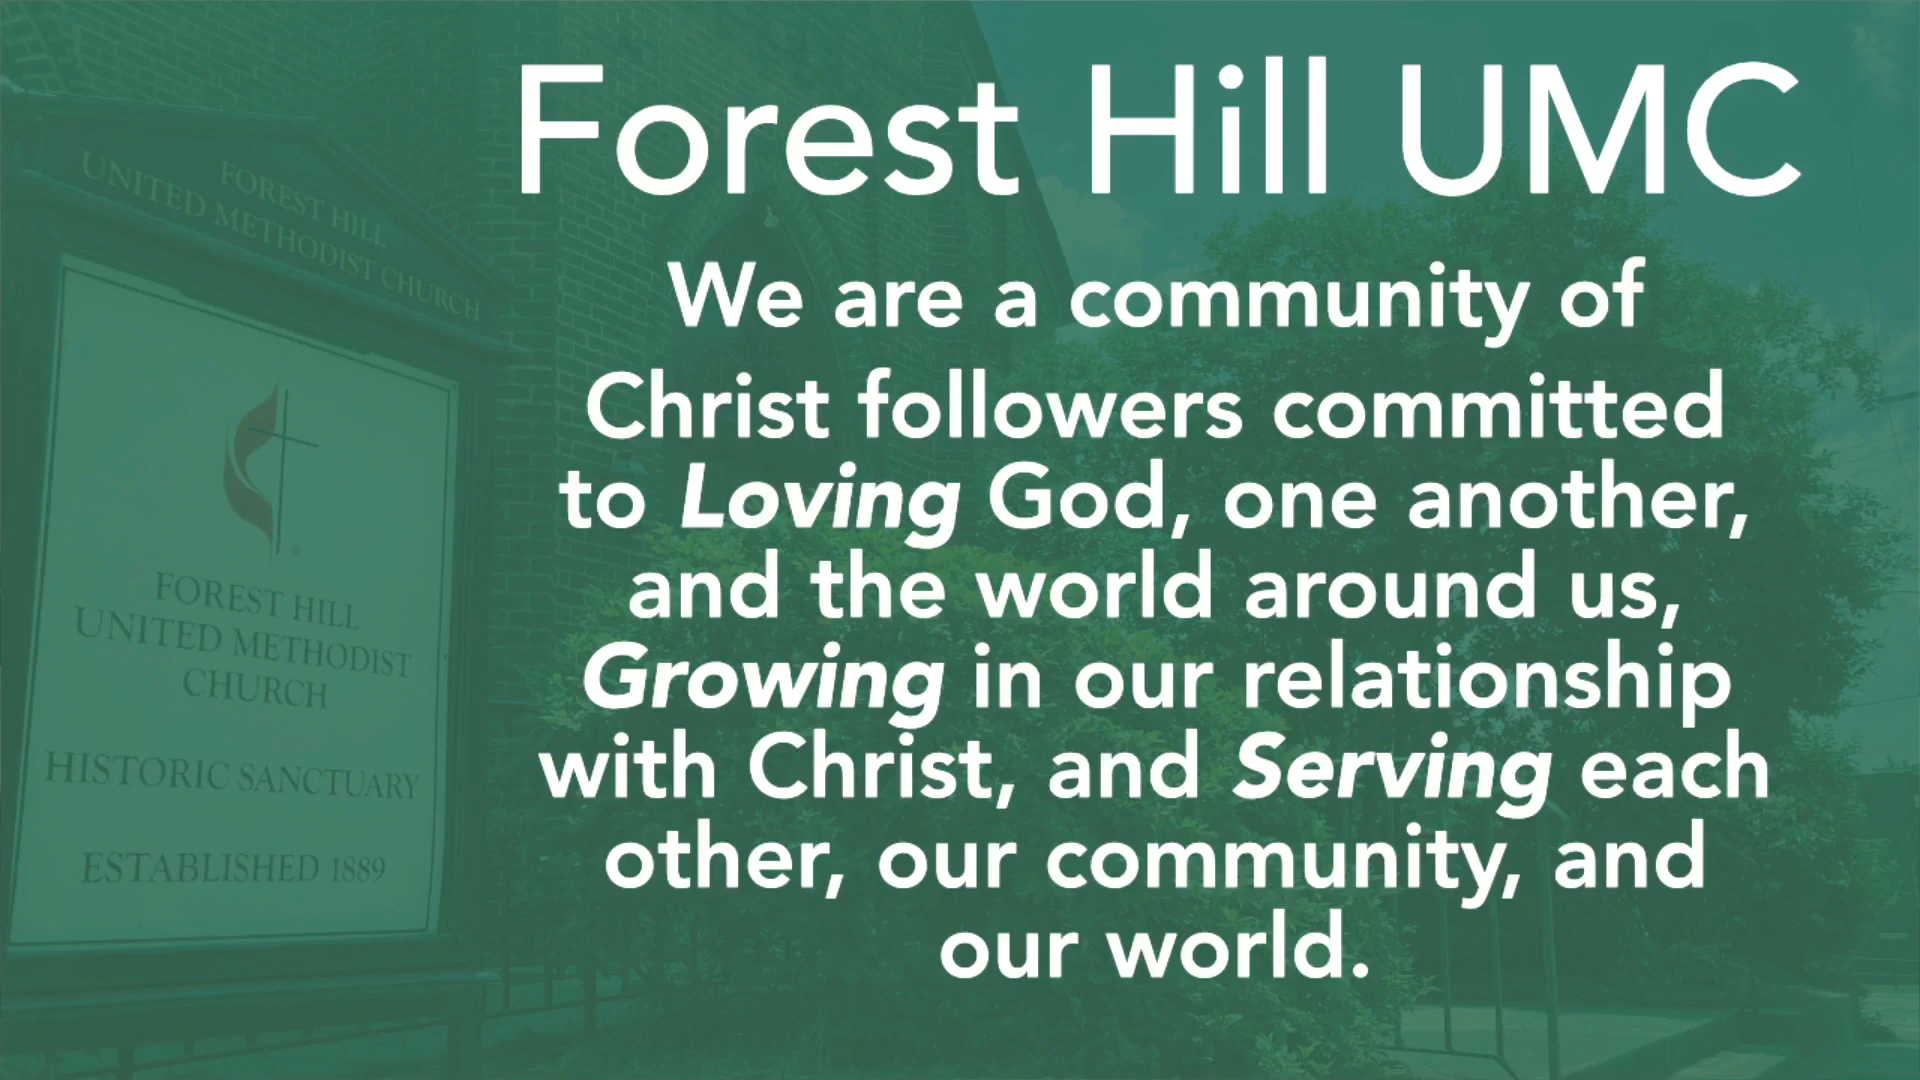 Forest Hill UMC
We are a community of
Christ followers committed
to Loving God, one another,
and the world around us,
Growing in our relationship
with Christ, and Serving each
other, our community, and
our world.
FOREST HILL
UNITED METHODIST CHURCH
FOREST HILL
UNITED METHODIST
CHURCH
HISTORIC SANCTUARY
ESTABLISHED 1889